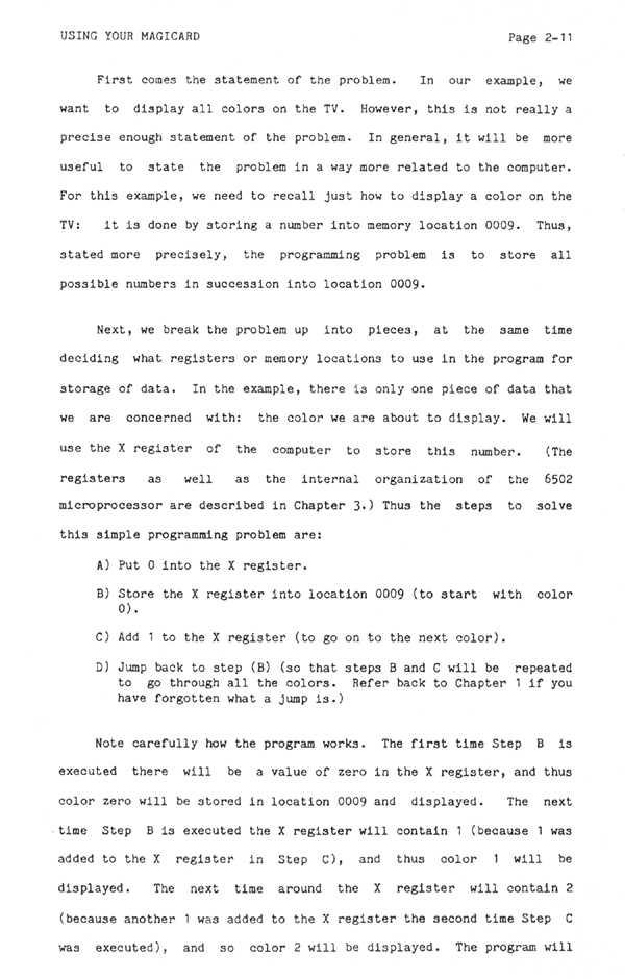 USING YOUR MAGICARD Page 2-11
First comes the statement of the problem. In our example, we
want to display all colors on the TV. However, this is not really a
precise enough statement of the problem. In general, it will be more
useful to state the problem in a way more related to the computer.
For this example, we need to recall just how to display a color on the
TV: it is done by storing a number into memory location 0009. Thus,
stated more precisely, the programming problem is to store all
possible numbers in succession into location 0009.
Next, we break the problem up into pieces, at the same time
deciding what registers or memory locations to use in the program for
storage of data. In the example, there is only one piece of data that
we are concerned with: the color we are about to display. We will
use the X register of the computer to store this number. (The
registers as well as the internal organization of the 6502
microprocessor are described in Chapter 3.) Thus the steps to solve
this simple programming problem are:
A) Put 0 into the X register.
B) Store the X register into location 0009 (to start with color
0).
C) Add 1 to the X register (to go on to the next color).
D) Jump back to step (B) (so that steps B and C will be repeated
to go through all the colors. Refer back to Chapter 1 if you
have forgotten what a jump is.)
Note carefully how the program works. The first time Step B is
executed there will be a value of zero in the X register, and thus
color zero will be stored in location 0009 and displayed. The next
time Step B is executed the X register will contain 1 (because 1 was
added to the X register in Step C), and thus color 1 will be
displayed. The next time around the X register will contain 2
(because another 1 was added to the X register the second time Step C
was executed), and so color 2 will be displayed. The program will